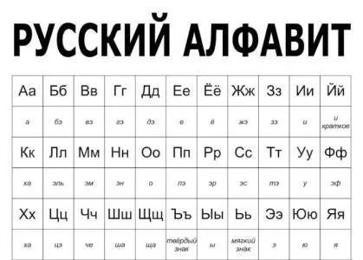 РУССКИЙ АЛФАВИТ
Аа Бб Вв Гг Дд Ее Ёё Жж Зз Ии Йй
а бэ вэ гэ дэ е ё жэ зэ и и краткое
Кк Лл Мм Нн Оо Пп Рр Сс Тт Уу Фф
ка эль эм эн о пэ эр эс тэ у эф
Хх Цц Чч Шш Щщ Ъъ Ыы Ьь Ээ Юю Яя
ха цэ че ша ща твёрдый знак ы мягкий знак э ю я